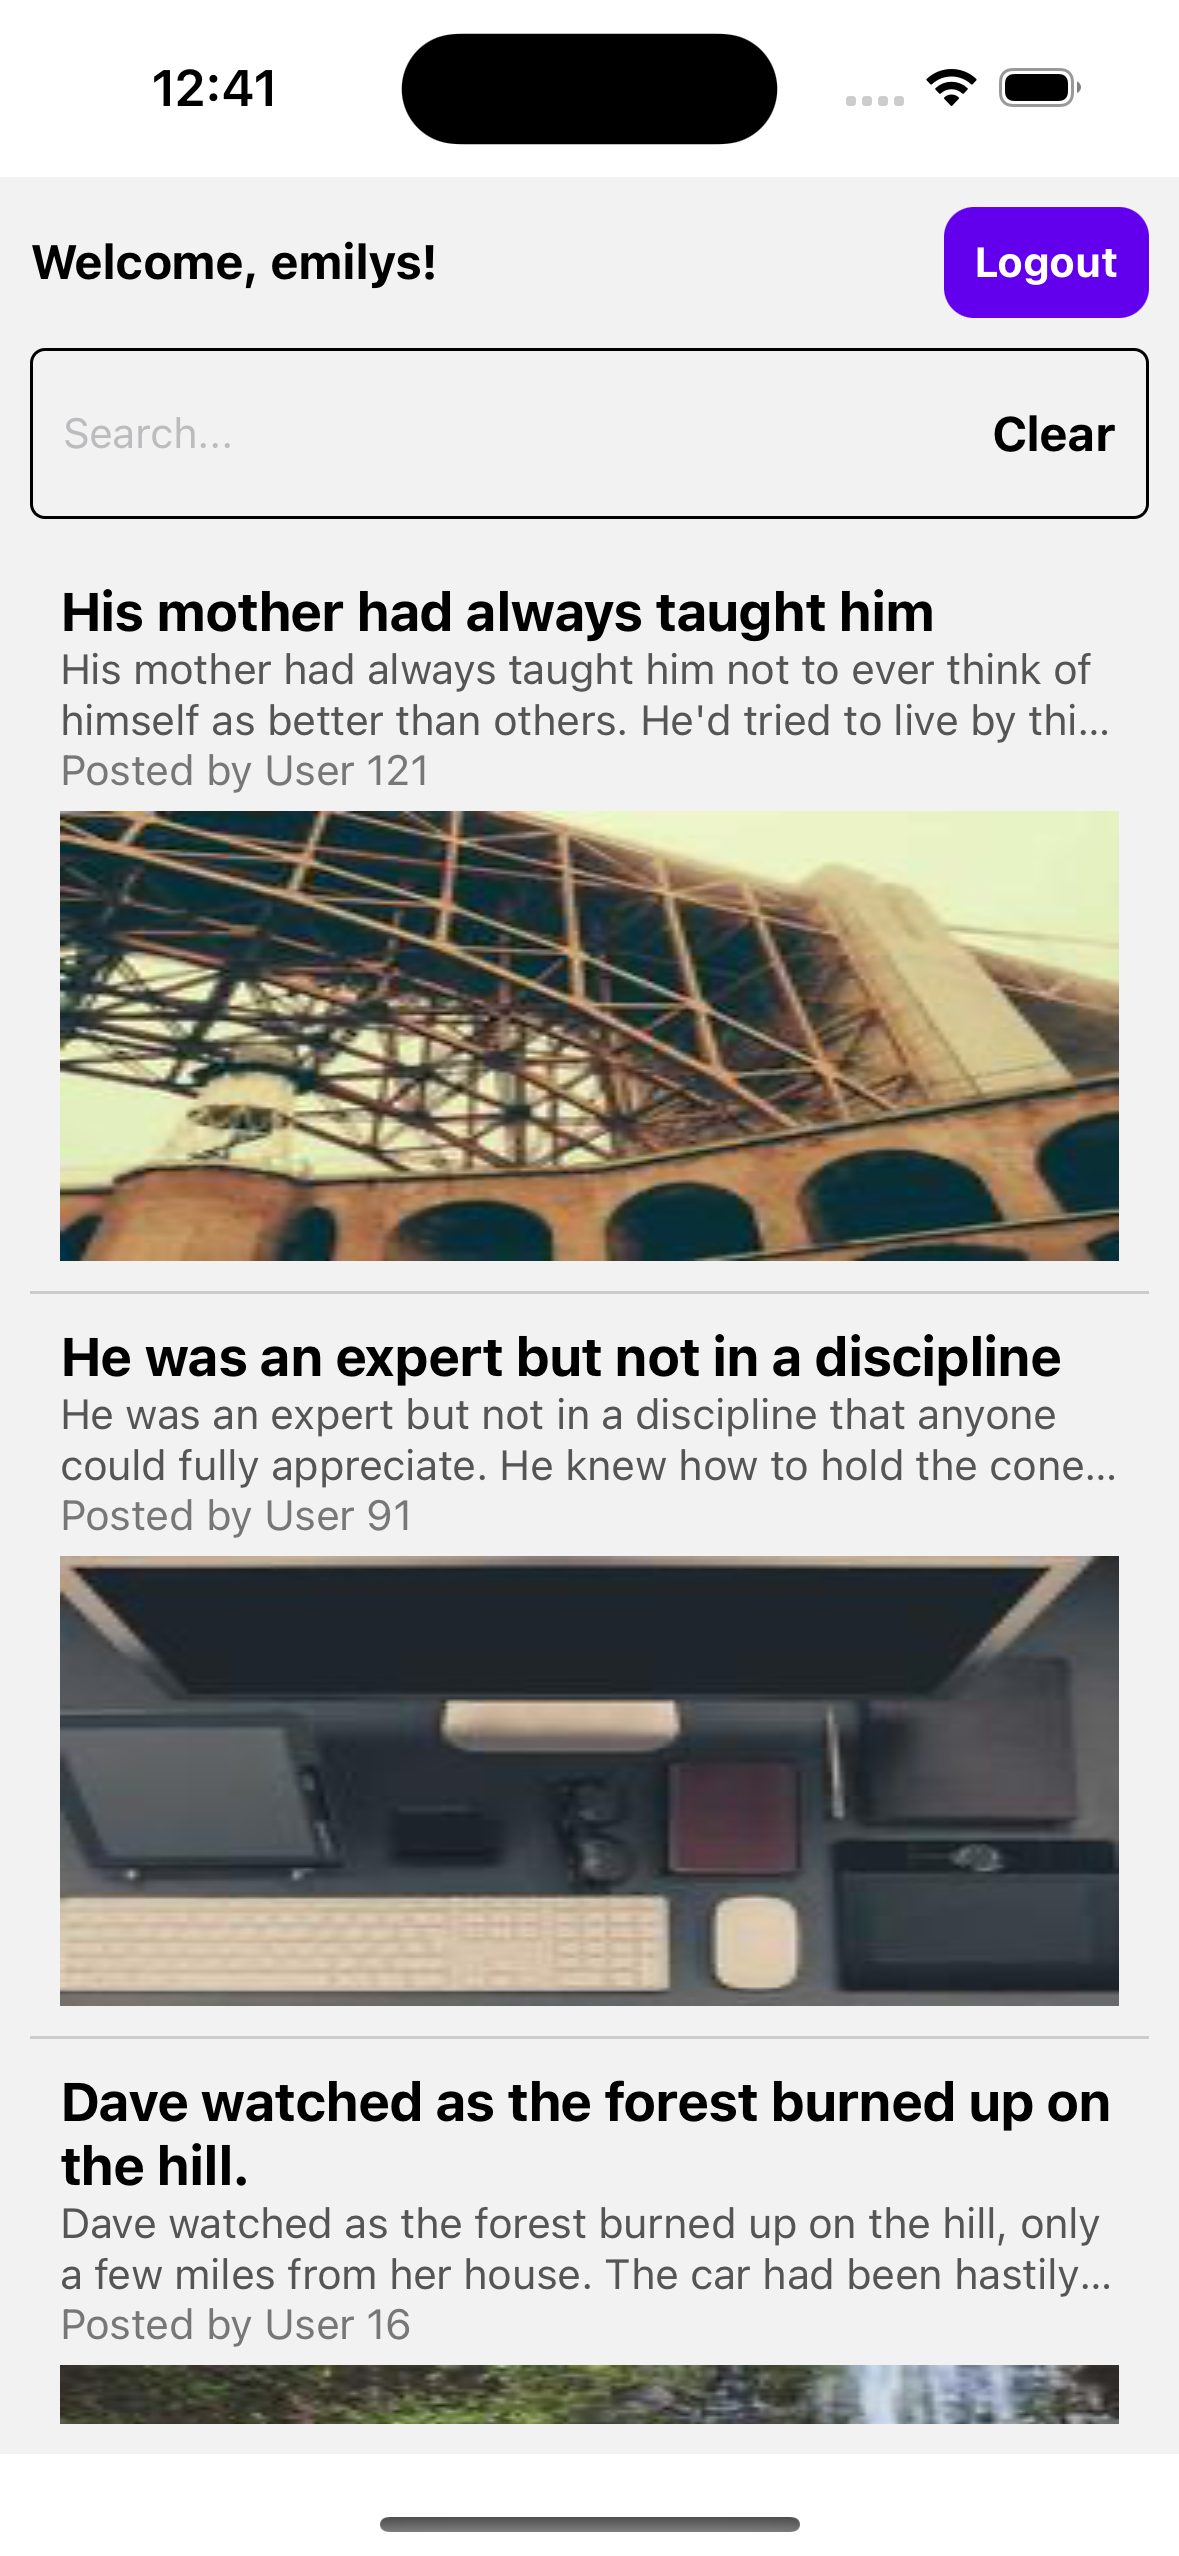 12:41
Welcome, emilys!
Logout
Search...
Clear
His mother had always taught him
His mother had always taught him not to ever think of
himself as better than others. He'd tried to live by thi...
Posted by User 121
He was an expert but not in a discipline
He was an expert but not in a discipline that anyone
could fully appreciate. He knew how to hold the cone...
Posted by User 91
Dave watched as the forest burned up on
the hill.
Dave watched as the forest burned up on the hill, only
a few miles from her house. The car had been hastily...
Posted by User 16